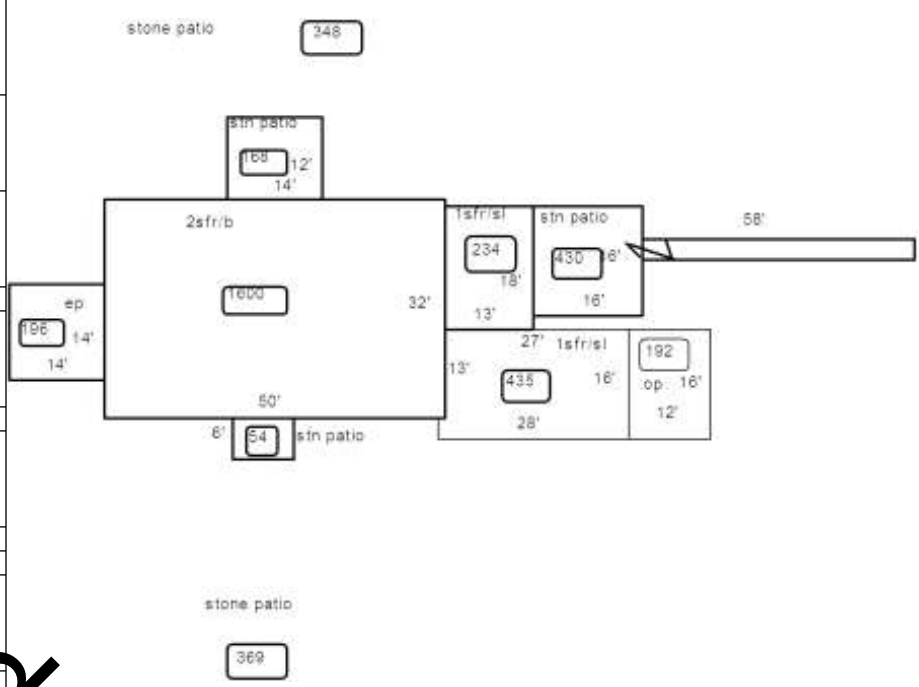 stone patio
348
stn patio
168
12'
14'
2sfr/b
1sfr/sl
stn patio
58'
234
430
6'
18'
1600
32'
16'
ep
13'
196
14'
14'
27'
1sfr/sl
192
13'
435
16'
op
16'
50'
28'
12'
6'
54
stn patio
stone patio
369